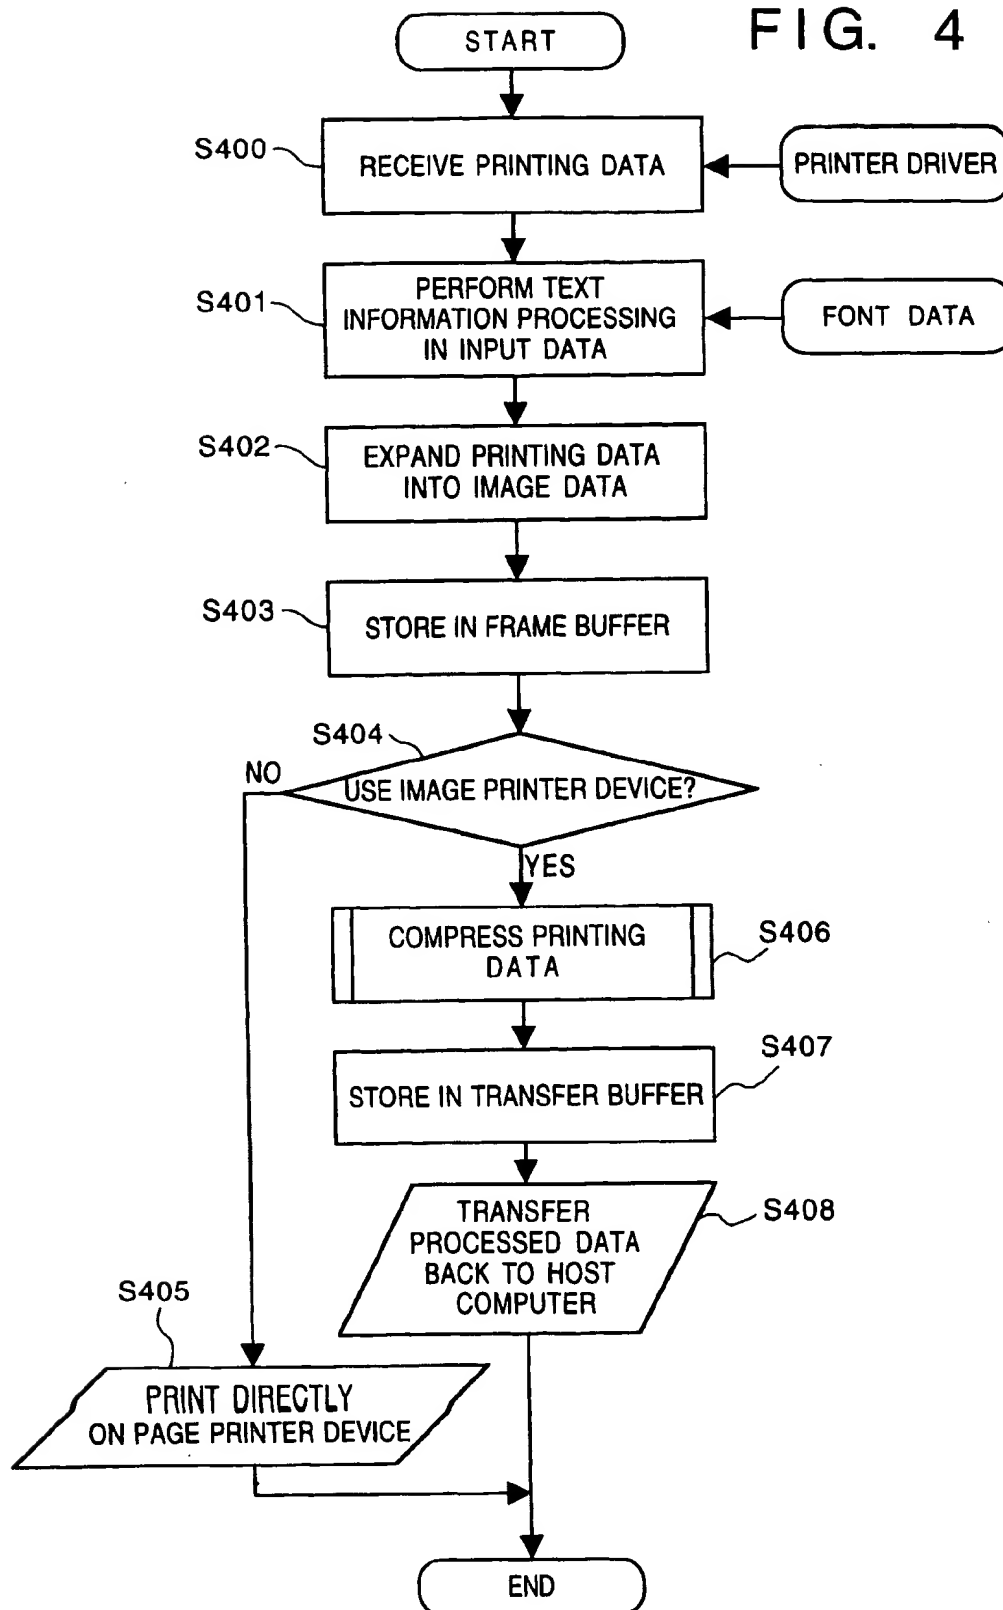 FIG. 4
START
S400
RECEIVE PRINTING DATA
PRINTER DRIVER
S401
PERFORM TEXT
INFORMATION PROCESSING
IN INPUT DATA
FONT DATA
S402
EXPAND PRINTING DATA
INTO IMAGE DATA
S403
STORE IN FRAME BUFFER
S404
NO
USE IMAGE PRINTER DEVICE?
YES
COMPRESS PRINTING
DATA
S406
S407
STORE IN TRANSFER BUFFER
TRANSFER
PROCESSED DATA
BACK TO HOST
COMPUTER
S408
S405
PRINT DIRECTLY
ON PAGE PRINTER DEVICE
END